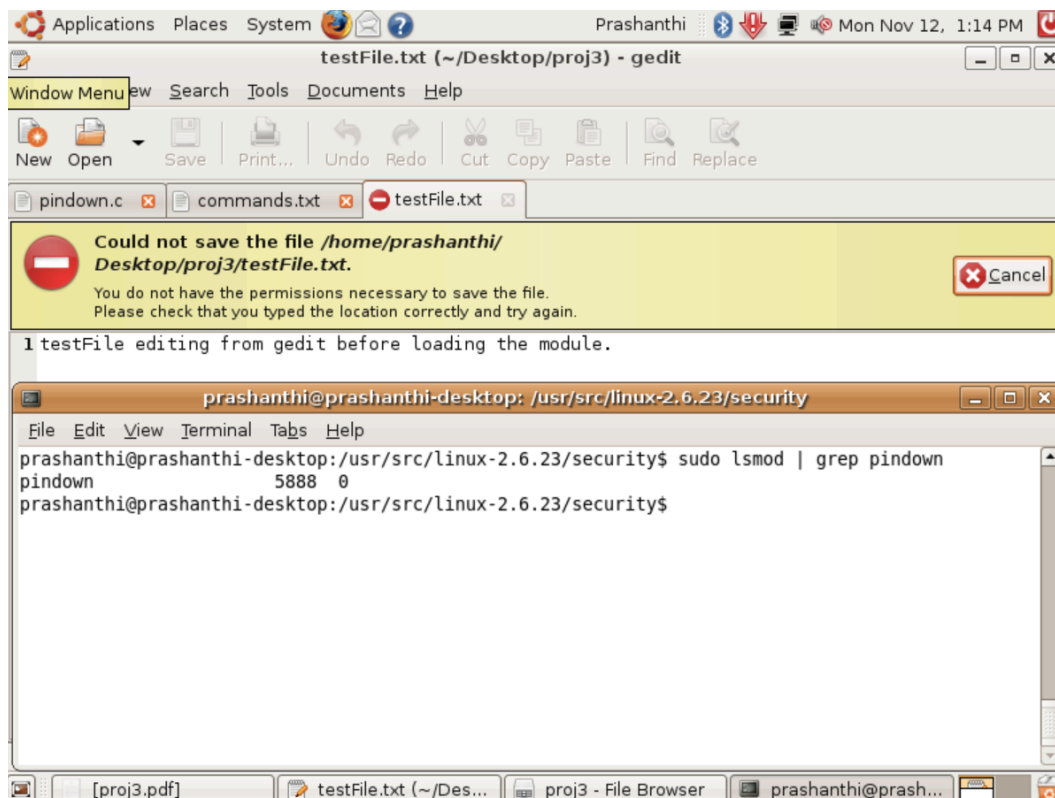 Applications Places System Prashanthi Mon Nov 12, 1:14 PM
testFile.txt (~/Desktop/proj3) - gedit
Window Menu ew Search Tools Documents Help
New Open Save Print... Undo Redo Cut Copy Paste Find Replace
pindown.c commands.txt testFile.txt
Could not save the file /home/prashanthi/
Desktop/proj3/testFile.txt.
Cancel
You do not have the permissions necessary to save the file.
Please check that you typed the location correctly and try again.
1 testFile editing from gedit before loading the module.
prashanthi@prashanthi-desktop: /usr/src/linux-2.6.23/security
File Edit View Terminal Tabs Help
prashanthi@prashanthi-desktop:/usr/src/linux-2.6.23/security$ sudo lsmod | grep pindown
pindown 5888 0
prashanthi@prashanthi-desktop:/usr/src/linux-2.6.23/security$
[proj3.pdf] testFile.txt (~/Des... proj3 - File Browser prashanthi@prash...